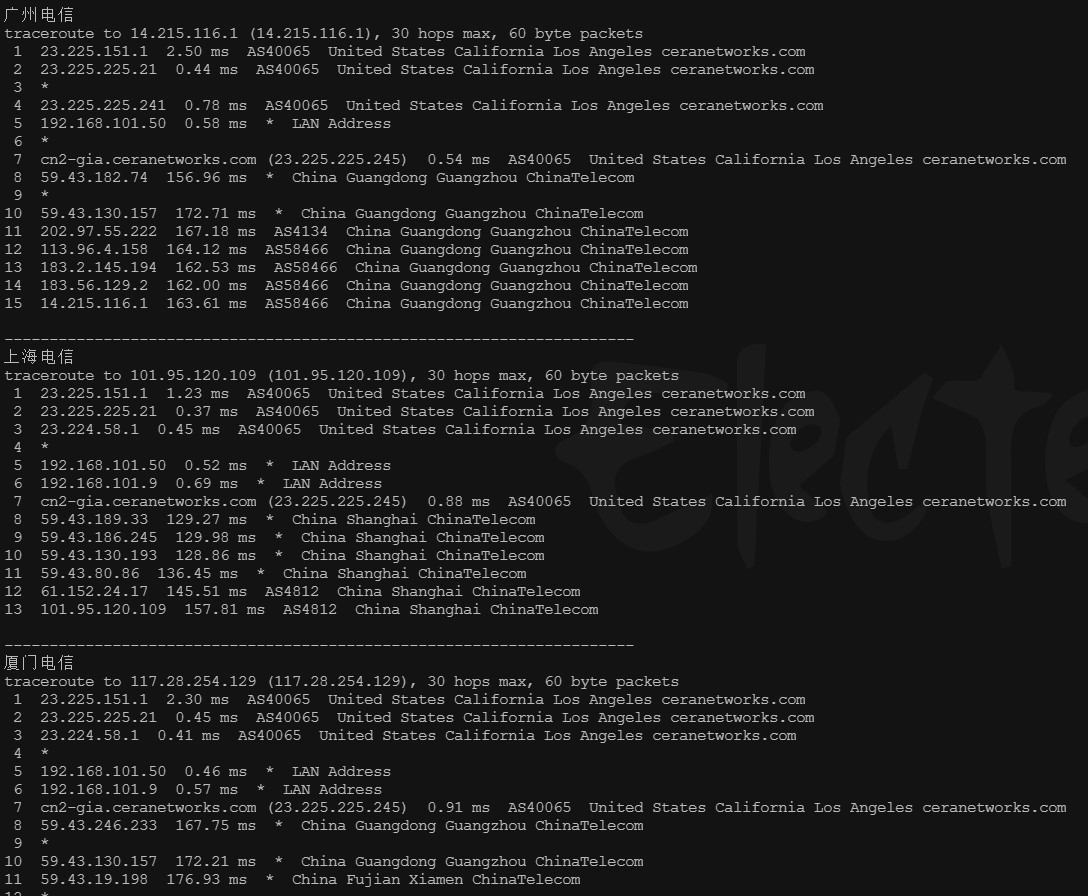 广州电信
traceroute to 14.215.116.1 (14.215.116.1), 30 hops max, 60 byte packets
1 23.225.151.1 2.50 ms AS40065 United States California Los Angeles ceranetworks.com
2 23.225.225.21 0.44 ms AS40065 United States California Los Angeles ceranetworks.com
3 *
4 23.225.225.241 0.78 ms AS40065 United States California Los Angeles ceranetworks.com
5 192.168.101.50 0.58 ms * LAN Address
6 *
7 cn2-gia.ceranetworks.com (23.225.225.245) 0.54 ms AS40065 United States California Los Angeles ceranetworks.com
8 59.43.182.74 156.96 ms * China Guangdong Guangzhou ChinaTelecom
9 *
10 59.43.130.157 172.71 ms * China Guangdong Guangzhou ChinaTelecom
11 202.97.55.222 167.18 ms AS4134 China Guangdong Guangzhou ChinaTelecom
12 113.96.4.158 164.12 ms AS58466 China Guangdong Guangzhou ChinaTelecom
13 183.2.145.194 162.53 ms AS58466 China Guangdong Guangzhou ChinaTelecom
14 183.56.129.2 162.00 ms AS58466 China Guangdong Guangzhou ChinaTelecom
15 14.215.116.1 163.61 ms AS58466 China Guangdong Guangzhou ChinaTelecom
----------------------------------------------------------------------
上海电信
traceroute to 101.95.120.109 (101.95.120.109), 30 hops max, 60 byte packets
1 23.225.151.1 1.23 ms AS40065 United States California Los Angeles ceranetworks.com
2 23.225.225.21 0.37 ms AS40065 United States California Los Angeles ceranetworks.com
3 23.224.58.1 0.45 ms AS40065 United States California Los Angeles ceranetworks.com
4 *
5 192.168.101.50 0.52 ms * LAN Address
6 192.168.101.9 0.69 ms * LAN Address
7 cn2-gia.ceranetworks.com (23.225.225.245) 0.88 ms AS40065 United States California Los Angeles ceranetworks.com
8 59.43.189.33 129.27 ms * China Shanghai ChinaTelecom
9 59.43.186.245 129.98 ms * China Shanghai ChinaTelecom
10 59.43.130.193 128.86 ms * China Shanghai ChinaTelecom
11 59.43.80.86 136.45 ms * China Shanghai ChinaTelecom
12 61.152.24.17 145.51 ms AS4812 China Shanghai ChinaTelecom
13 101.95.120.109 157.81 ms AS4812 China Shanghai ChinaTelecom
----------------------------------------------------------------------
厦门电信
traceroute to 117.28.254.129 (117.28.254.129), 30 hops max, 60 byte packets
1 23.225.151.1 2.30 ms AS40065 United States California Los Angeles ceranetworks.com
2 23.225.225.21 0.45 ms AS40065 United States California Los Angeles ceranetworks.com
3 23.224.58.1 0.41 ms AS40065 United States California Los Angeles ceranetworks.com
4 *
5 192.168.101.50 0.46 ms * LAN Address
6 192.168.101.9 0.57 ms * LAN Address
7 cn2-gia.ceranetworks.com (23.225.225.245) 0.91 ms AS40065 United States California Los Angeles ceranetworks.com
8 59.43.246.233 167.75 ms * China Guangdong Guangzhou ChinaTelecom
9 *
10 59.43.130.157 172.21 ms * China Guangdong Guangzhou ChinaTelecom
11 59.43.19.198 176.93 ms * China Fujian Xiamen ChinaTelecom